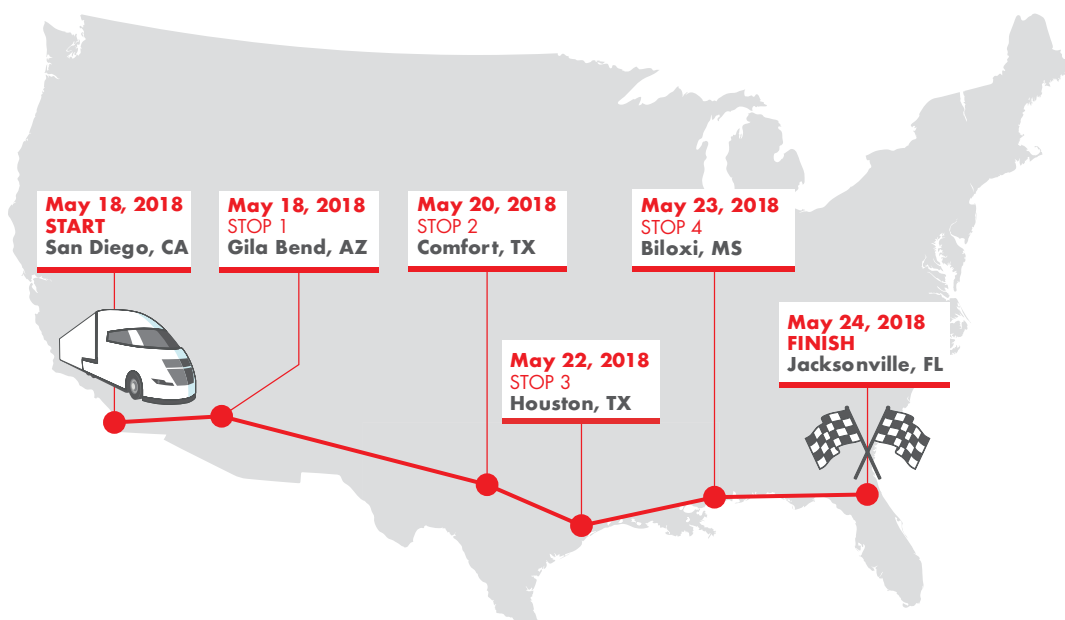 May 18, 2018
START
San Diego, CA
May 18, 2018
STOP 1
Gila Bend, AZ
May 20, 2018
STOP 2
Comfort, TX
May 22, 2018
STOP 3
Houston, TX
May 23, 2018
STOP 4
Biloxi, MS
May 24, 2018
FINISH
Jacksonville, FL